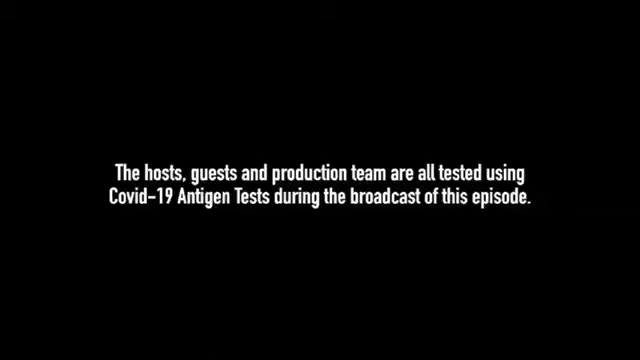 The hosts, guests and production team are all tested using
Covid-19 Antigen Tests during the broadcast of this episode.